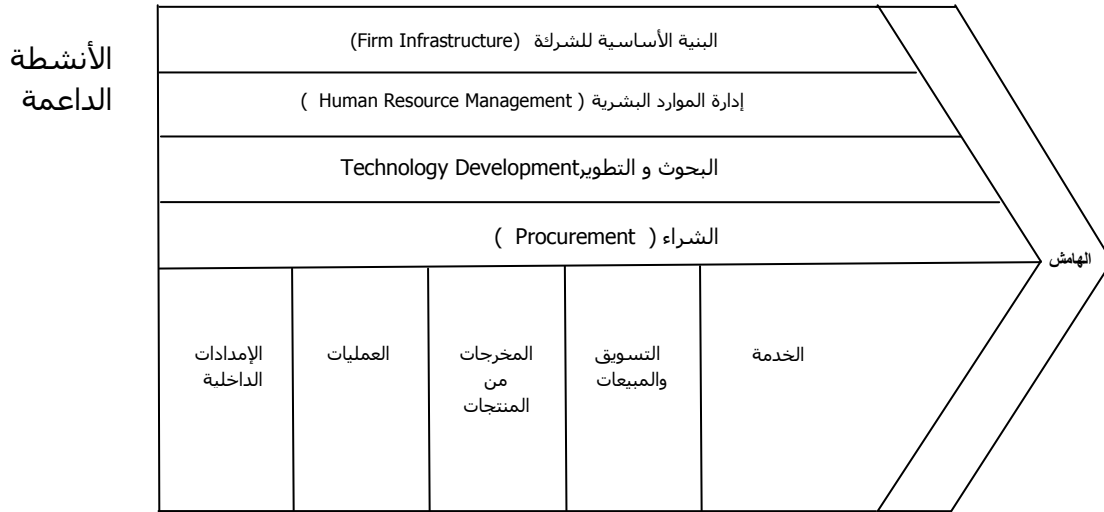 الأنشطة
الداعمة
البنية الأساسية للشركة (Firm Infrastructure)
إدارة الموارد البشرية ( Human Resource Management )
البحوث و التطويرTechnology Development
الشراء ( Procurement )
الهامش
الإمدادات
الداخلية
العمليات
المخرجات
من
المنتجات
التسويق
والمبيعات
الخدمة